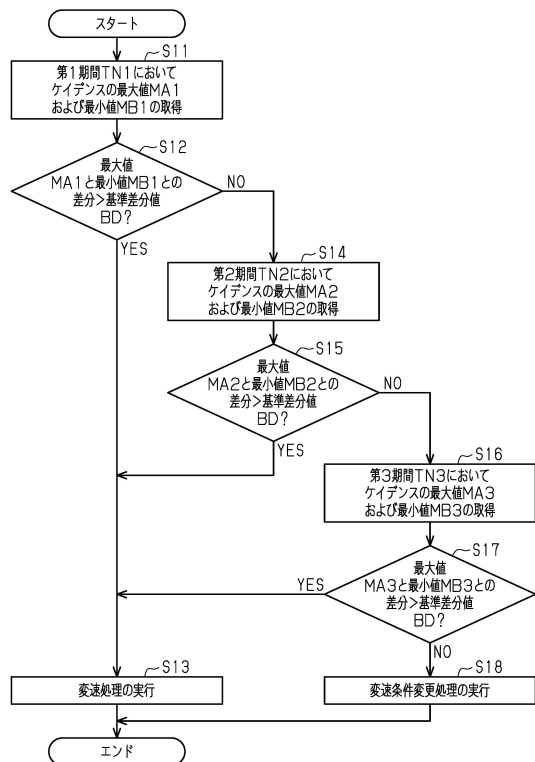 スタート
S11
第1期間TN1において
ケイデンスの最大値MA1
および最小値MB1の取得
S12
最大値
MA1と最小値MB1との
差分>基準差分値
BD?
NO
YES
S14
第2期間TN2において
ケイデンスの最大値MA2
および最小値MB2の取得
S15
最大値
MA2と最小値MB2との
差分>基準差分値
BD?
NO
YES
S16
第3期間TN3において
ケイデンスの最大値MA3
および最小値MB3の取得
S17
最大値
MA3と最小値MB3との
差分>基準差分値
BD?
YES
NO
S13
変速処理の実行
S18
変速条件変更処理の実行
エンド